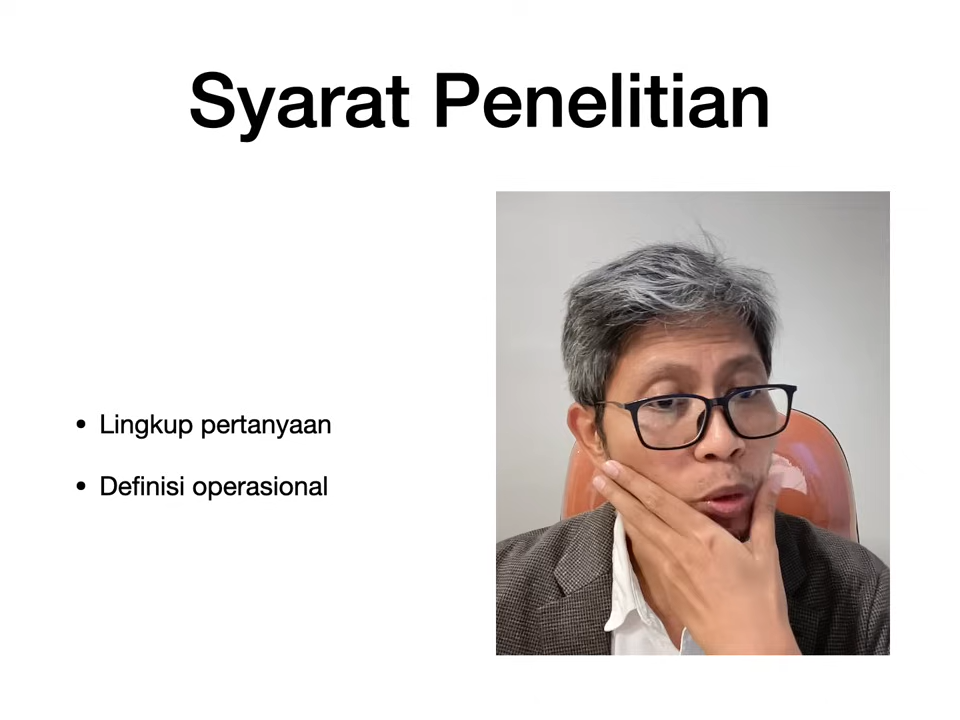 Syarat Penelitian
• Lingkup pertanyaan
• Definisi operasional